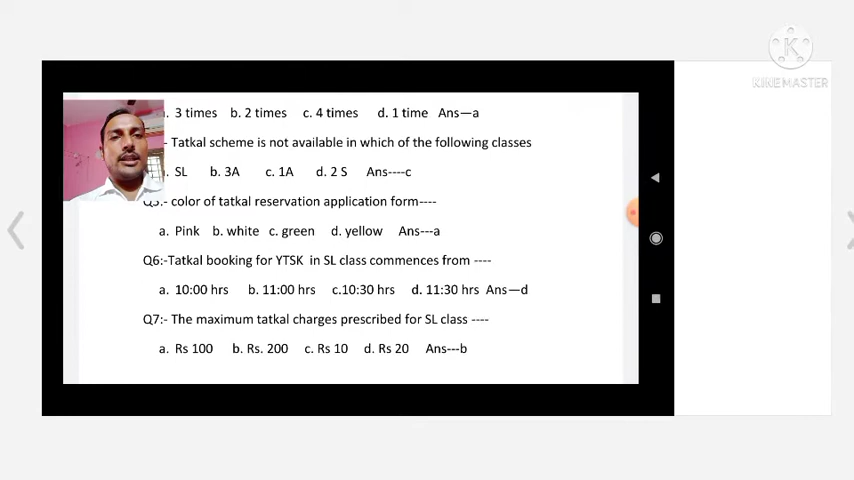 . 3 times b. 2 times c. 4 times d. 1 time Ans—a
- Tatkal scheme is not available in which of the following classes
. SL b. 3A c. 1A d. 2 S Ans----c
Q5:- color of tatkal reservation application form----
a. Pink b. white c. green d. yellow Ans---a
Q6:-Tatkal booking for YTSK in SL class commences from ----
a. 10:00 hrs b. 11:00 hrs c.10:30 hrs d. 11:30 hrs Ans—d
Q7:- The maximum tatkal charges prescribed for SL class ----
a. Rs 100 b. Rs. 200 c. Rs 10 d. Rs 20 Ans---b
K
KINEMASTER